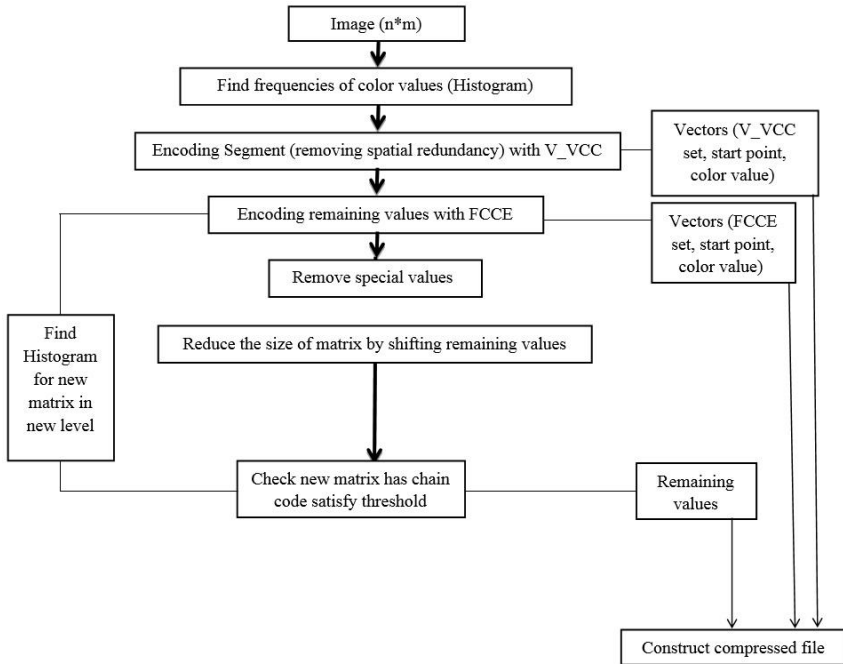 Image (n*m)
Find frequencies of color values (Histogram)
Encoding Segment (removing spatial redundancy) with V_VCC
Vectors (V_VCC
set, start point,
color value)
Encoding remaining values with FCCE
Vectors (FCCE
set, start point,
color value)
Remove special values
Find
Histogram
for new
matrix in
new level
Reduce the size of matrix by shifting remaining values
Check new matrix has chain
code satisfy threshold
Remaining
values
Construct compressed file